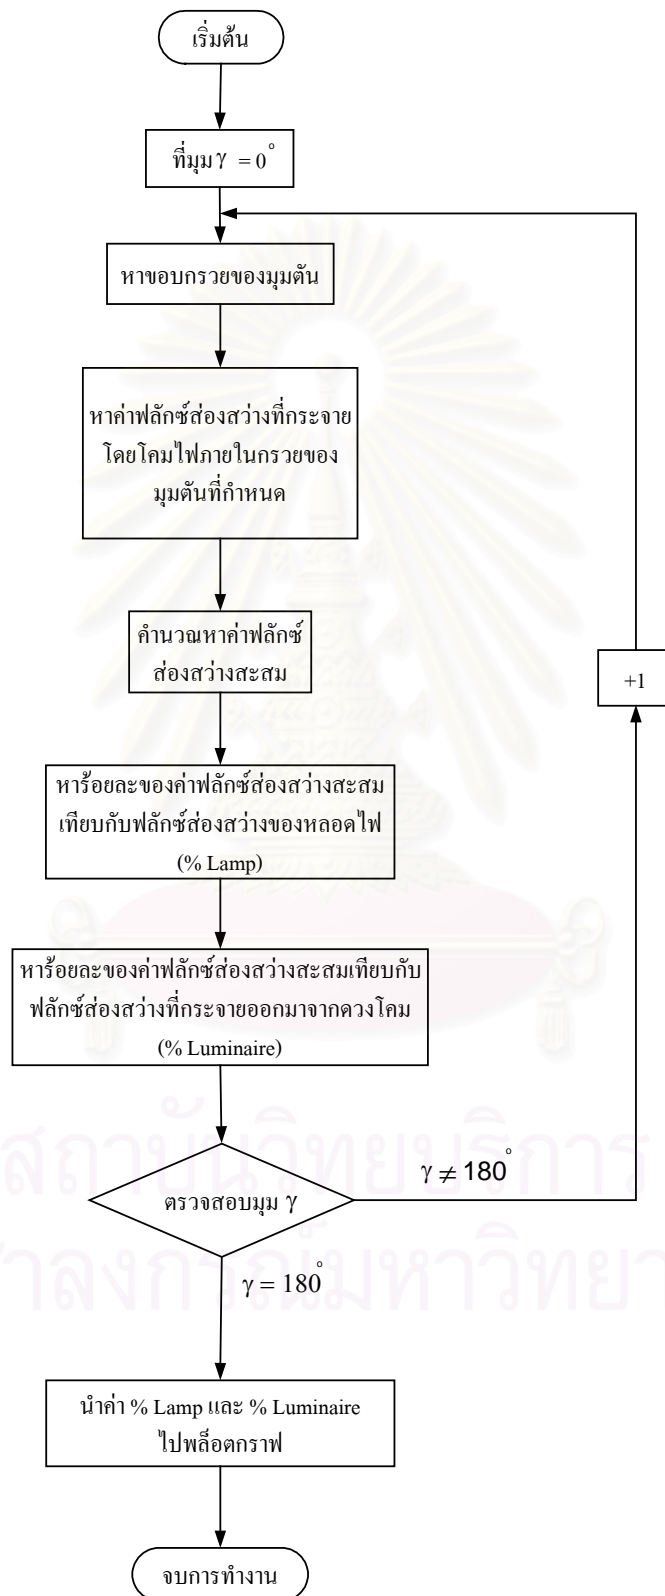 เริ่มต้น
ที่มุม γ = 0°
หาขอบกรวยของมุมตัน
หาค่าฟลักซ์ส่องสว่างที่กระจาย
โดยโคมไฟภายในกรวยของ
มุมตันที่กำหนด
คำนวณหาค่าฟลักซ์
ส่องสว่างสะสม
+1
หาร้อยละของค่าฟลักซ์ส่องสว่างสะสม
เทียบกับฟลักซ์ส่องสว่างของหลอดไฟ
(% Lamp)
หาร้อยละของค่าฟลักซ์ส่องสว่างสะสมเทียบกับ
ฟลักซ์ส่องสว่างที่กระจายออกมาจากดวงโคม
(% Luminaire)
สถาบันวิทยบริการ
γ ≠ 180°
ตรวจสอบมุม γ
γ = 180°
นำค่า % Lamp และ % Luminaire
ไปพล็อตกราฟ
จบการทำงาน